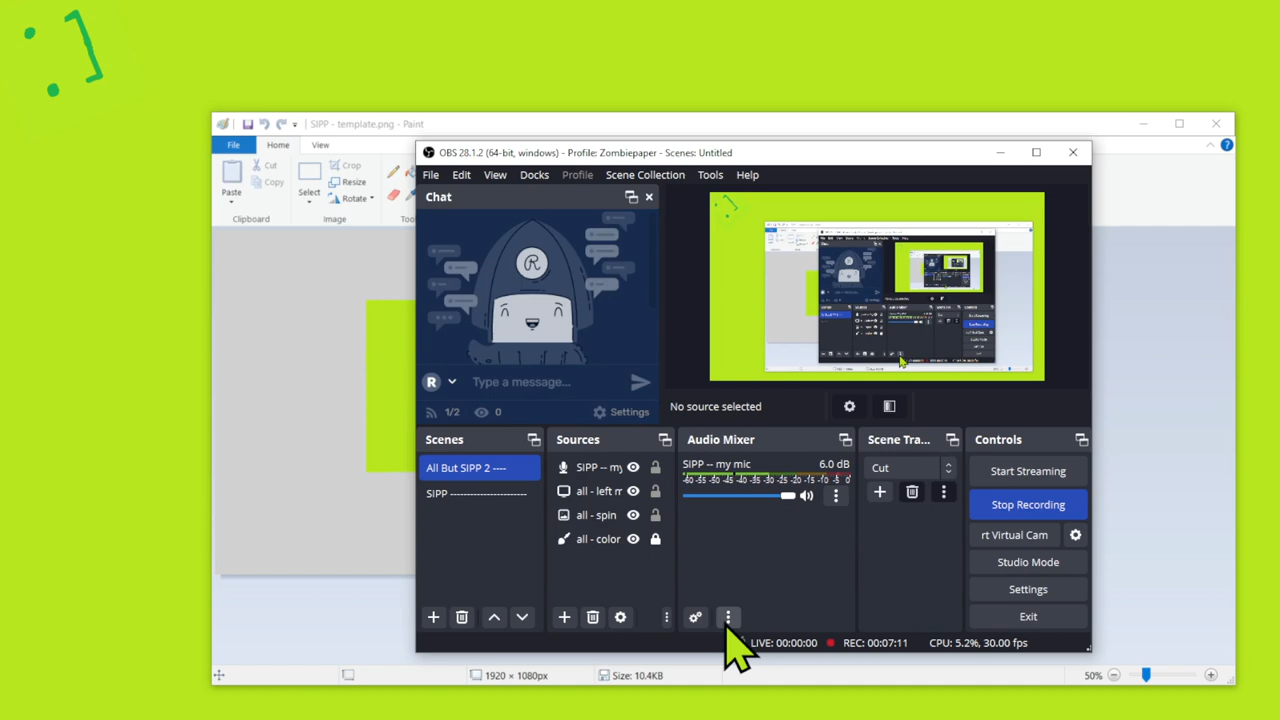 : ]
SIPP - template.png - Paint
File Home View
Paste
Cut
Copy
Clipboard
Select
Crop
Resize
Rotate
Image
OBS 28.1.2 (64-bit, windows) - Profile: Zombiepaper - Scenes: Untitled
File Edit View Docks Profile Scene Collection Tools Help
Chat
R
R Type a message...
1/2 0 Settings
No source selected
Scenes
All But SIPP 2 ----
SIPP ---------------------
Sources
SIPP -- my
all - left m
all - spin
all - color
Audio Mixer
SIPP -- my mic 6.0 dB
-60 -55 -50 -45 -40 -35 -30 -25 -20 -15 -10 -5 0
Scene Tra...
Cut
Controls
Start Streaming
Stop Recording
rt Virtual Cam
Studio Mode
Settings
Exit
LIVE: 00:00:00 REC: 00:07:11 CPU: 5.2%, 30.00 fps
1920 × 1080px Size: 10.4KB 50%